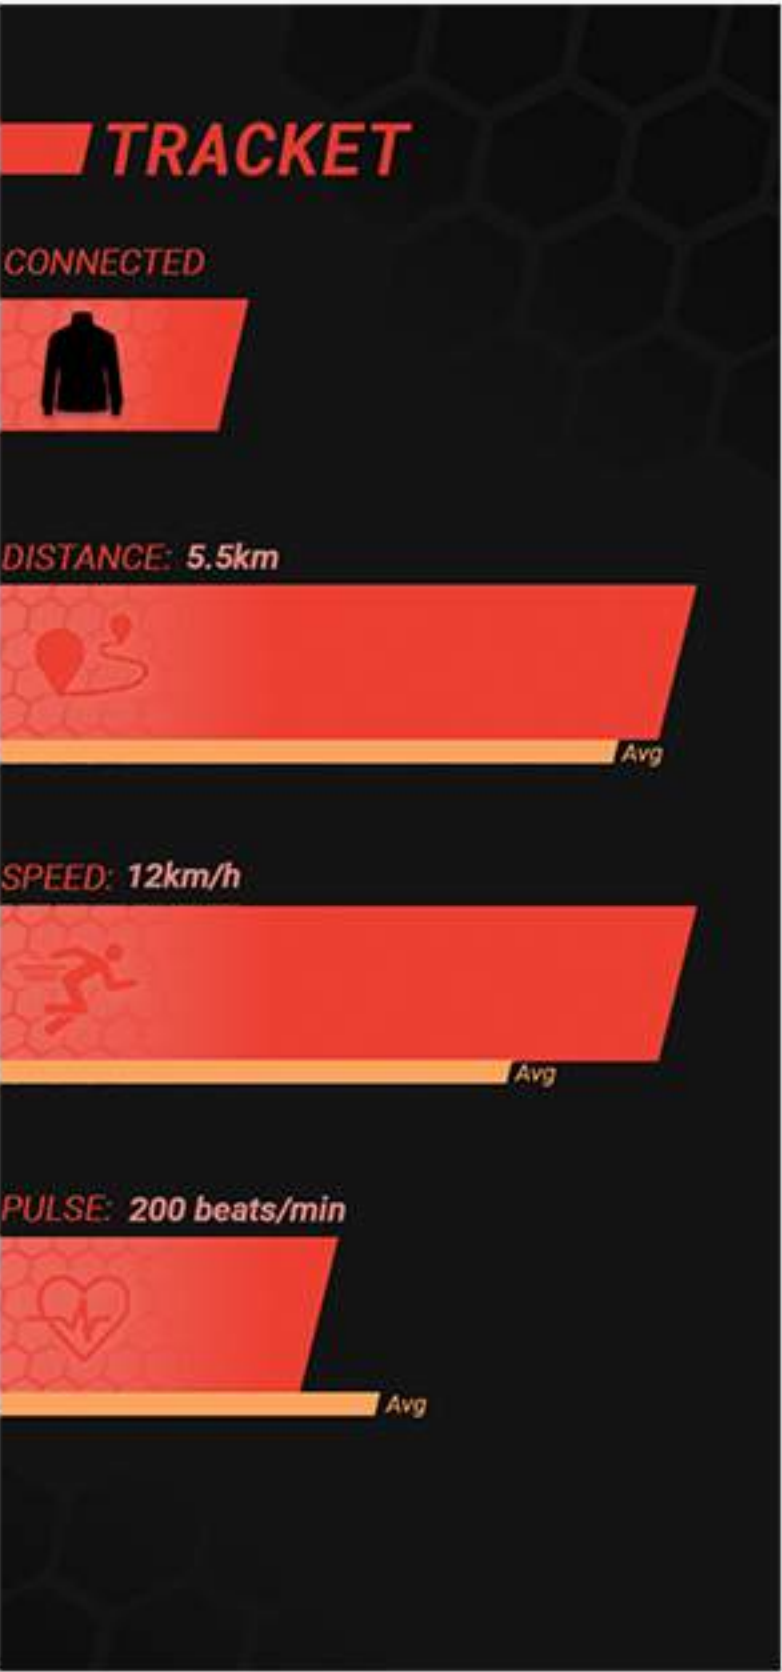 TRACKET
CONNECTED
DISTANCE: 5.5km
Avg
SPEED: 12km/h
Avg
PULSE: 200 beats/min
Avg